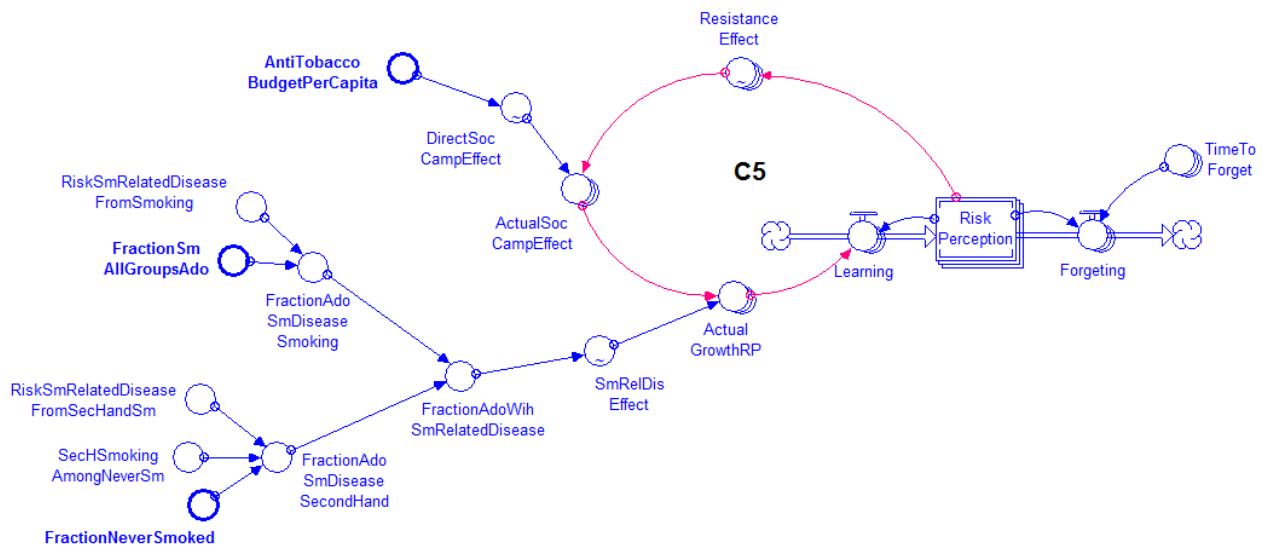 Resistance
Effect
AntiTobacco
BudgetPerCapita
~
~
DirectSoc
CampEffect
C5
TimeTo
Forget
RiskSmRelatedDisease
FromSmoking
ActualSoc
CampEffect
Risk
Perception
FractionSm
AllGroupsAdo
Learning
Forgeting
FractionAdo
SmDisease
Smoking
Actual
GrowthRP
~
SmRelDis
Effect
RiskSmRelatedDisease
FromSecHandSm
FractionAdoWih
SmRelatedDisease
SecHSmoking
AmongNeverSm
FractionAdo
SmDisease
SecondHand
FractionNeverSmoked